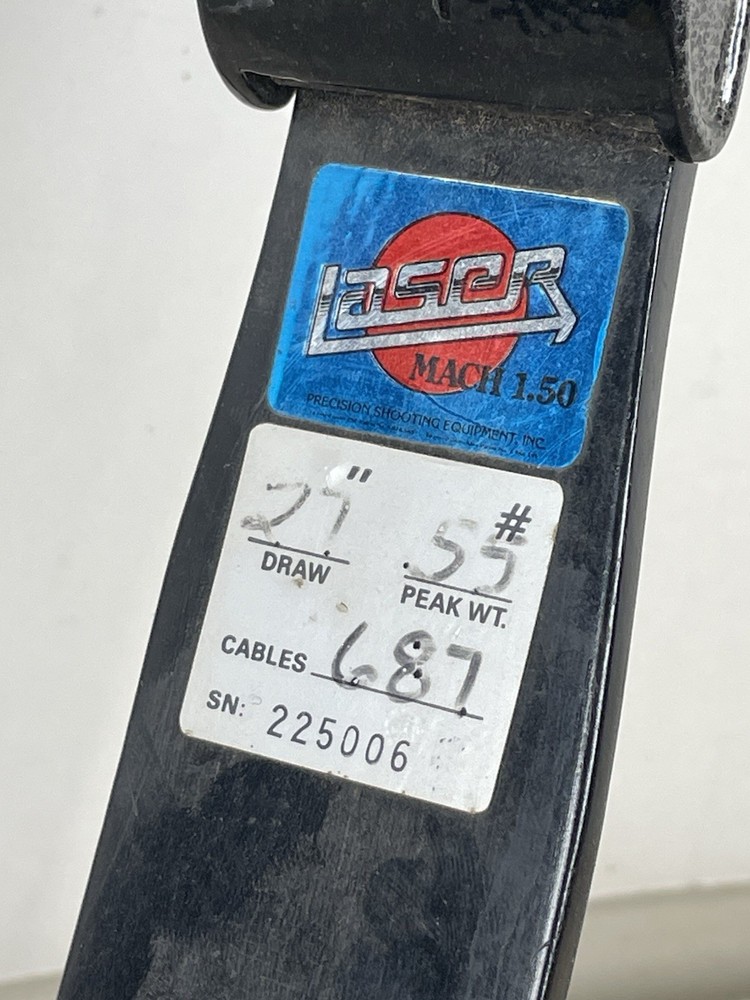 Laser
MACH 1.50
PRECISION SHOOTING EQUIPMENT, INC.
27" 55#
DRAW PEAK WT.
CABLES 687
SN: 225006